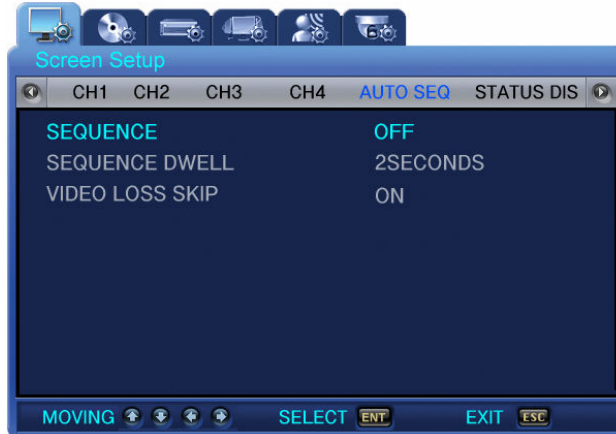 Screen Setup
CH1 CH2 CH3 CH4 AUTO SEQ STATUS DIS
SEQUENCE OFF
SEQUENCE DWELL 2SECONDS
VIDEO LOSS SKIP ON
MOVING SELECT ENT EXIT ESC